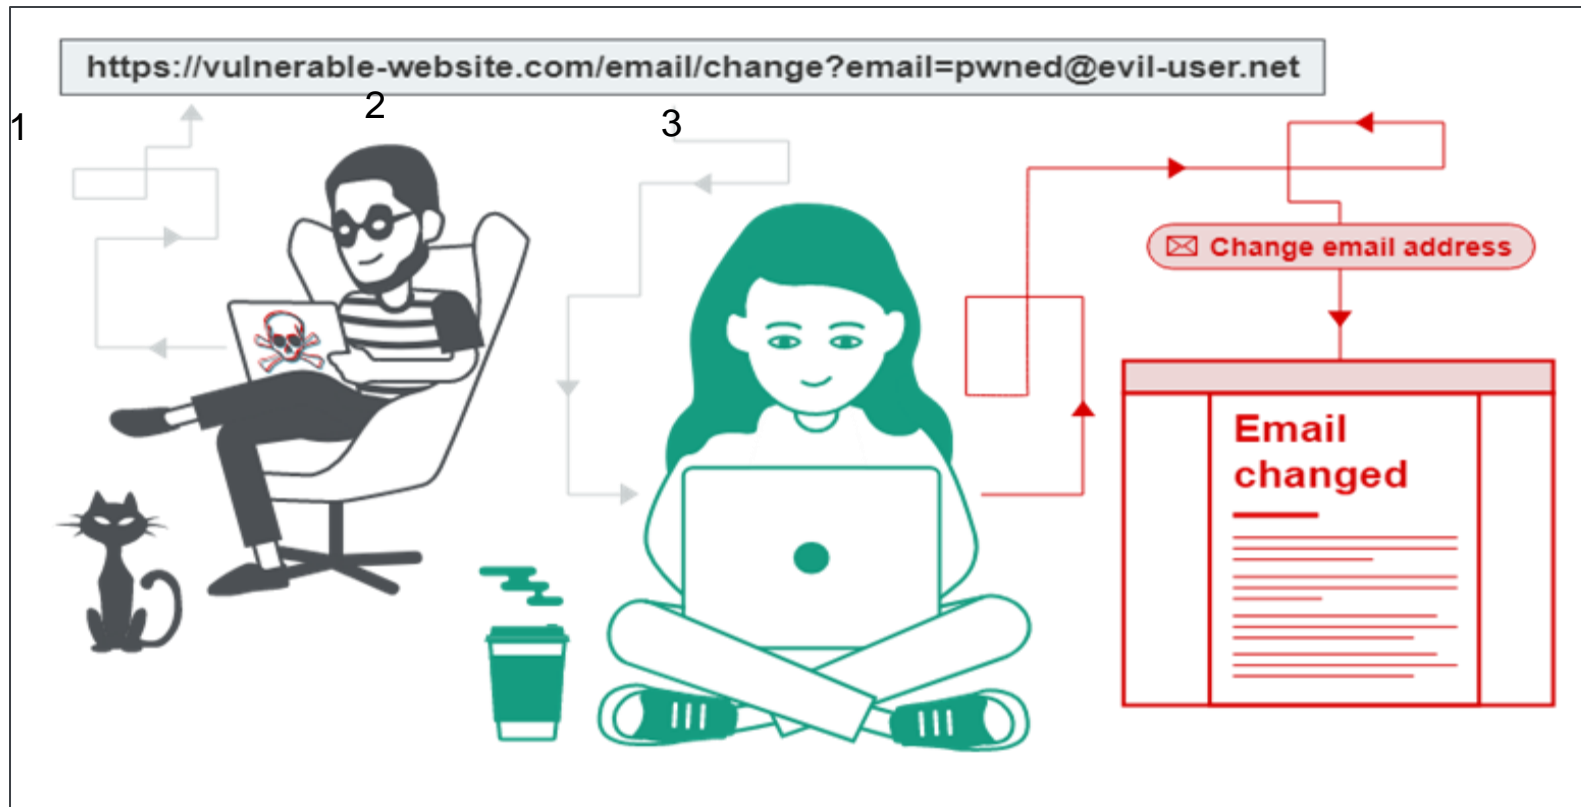 https://vulnerable-website.com/email/change?email=pwned@evil-user.net
1
2
3
Change email address
Email
changed